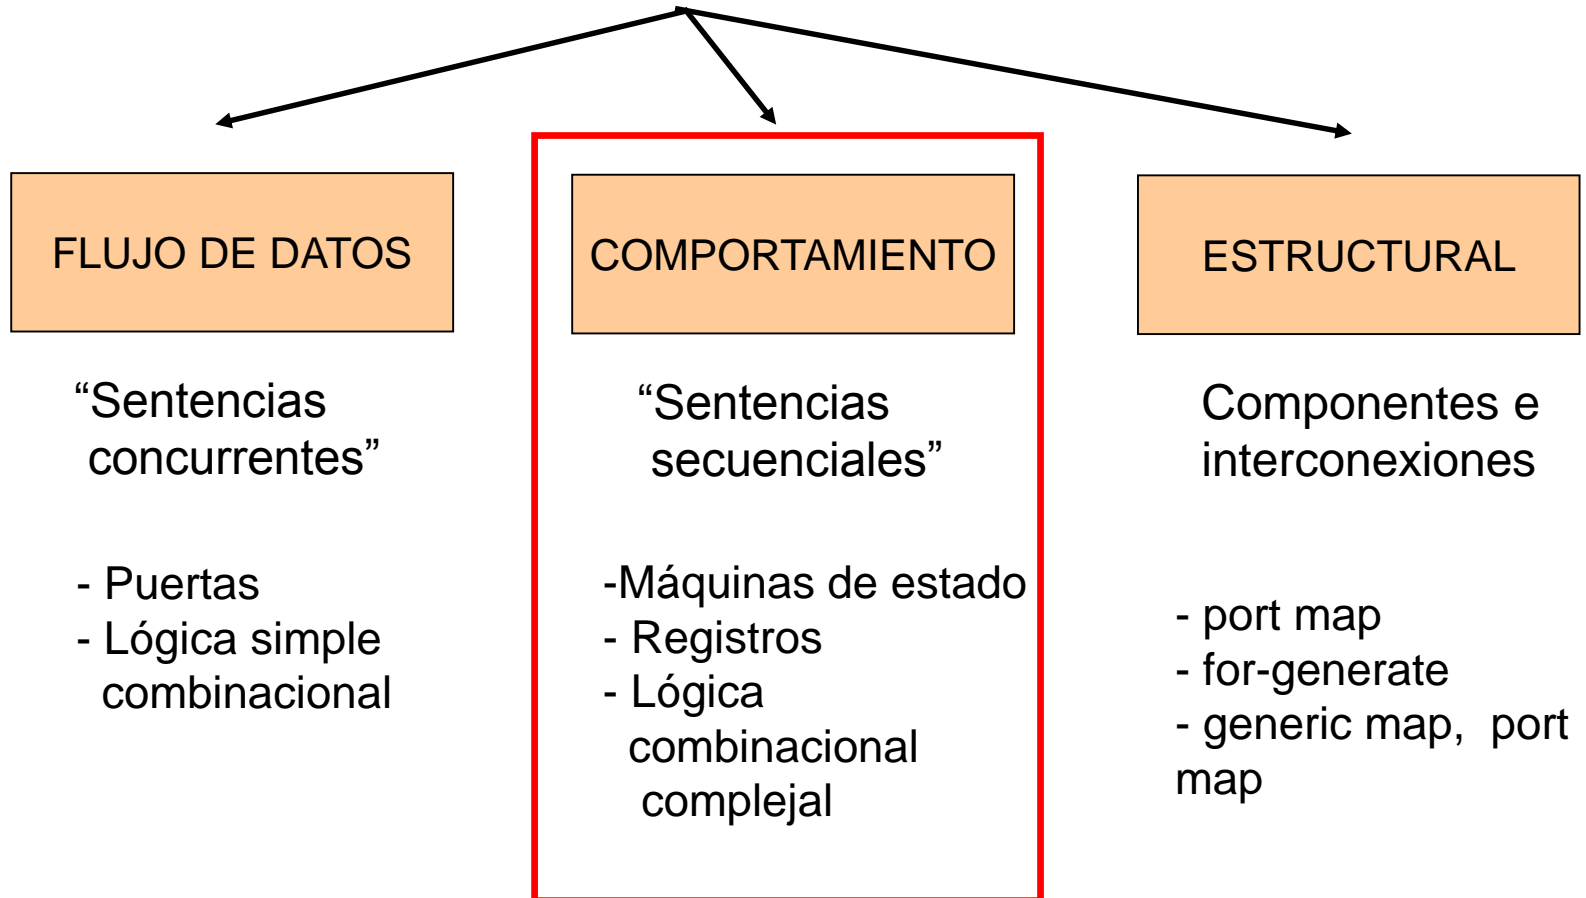 FLUJO DE DATOS
“Sentencias
concurrentes”
- Puertas
- Lógica simple
combinacional
COMPORTAMIENTO
“Sentencias
secuenciales”
-Máquinas de estado
- Registros
- Lógica
combinacional
complejal
ESTRUCTURAL
Componentes e
interconexiones
- port map
- for-generate
- generic map, port
map